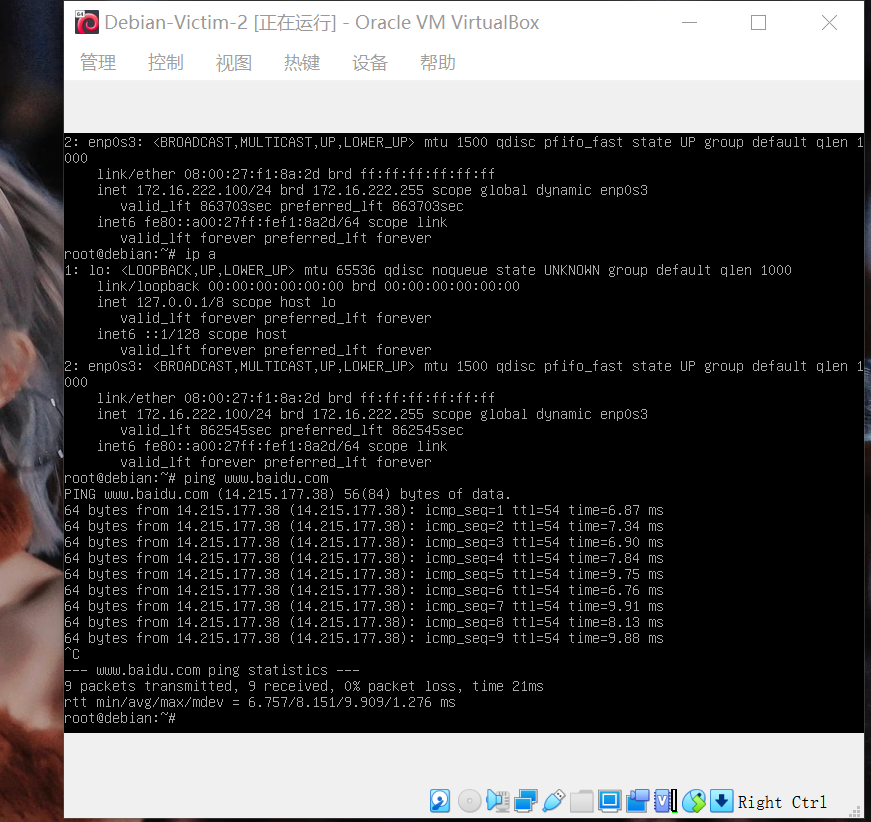 64
Debian-Victim-2 [正在运行] - Oracle VM VirtualBox
管理 控制 视图 热键 设备 帮助
2: enp0s3: <BROADCAST,MULTICAST,UP,LOWER_UP> mtu 1500 qdisc pfifo_fast state UP group default qlen 1
000
    link/ether 08:00:27:f1:8a:2d brd ff:ff:ff:ff:ff:ff
    inet 172.16.222.100/24 brd 172.16.222.255 scope global dynamic enp0s3
       valid_lft 863703sec preferred_lft 863703sec
    inet6 fe80::a00:27ff:fef1:8a2d/64 scope link
       valid_lft forever preferred_lft forever
root@debian:~# ip a
1: lo: <LOOPBACK,UP,LOWER_UP> mtu 65536 qdisc noqueue state UNKNOWN group default qlen 1000
    link/loopback 00:00:00:00:00:00 brd 00:00:00:00:00:00
    inet 127.0.0.1/8 scope host lo
       valid_lft forever preferred_lft forever
    inet6 ::1/128 scope host
       valid_lft forever preferred_lft forever
2: enp0s3: <BROADCAST,MULTICAST,UP,LOWER_UP> mtu 1500 qdisc pfifo_fast state UP group default qlen 1
000
    link/ether 08:00:27:f1:8a:2d brd ff:ff:ff:ff:ff:ff
    inet 172.16.222.100/24 brd 172.16.222.255 scope global dynamic enp0s3
       valid_lft 862545sec preferred_lft 862545sec
    inet6 fe80::a00:27ff:fef1:8a2d/64 scope link
       valid_lft forever preferred_lft forever
root@debian:~# ping www.baidu.com
PING www.baidu.com (14.215.177.38) 56(84) bytes of data.
64 bytes from 14.215.177.38 (14.215.177.38): icmp_seq=1 ttl=54 time=6.87 ms
64 bytes from 14.215.177.38 (14.215.177.38): icmp_seq=2 ttl=54 time=7.34 ms
64 bytes from 14.215.177.38 (14.215.177.38): icmp_seq=3 ttl=54 time=6.90 ms
64 bytes from 14.215.177.38 (14.215.177.38): icmp_seq=4 ttl=54 time=7.84 ms
64 bytes from 14.215.177.38 (14.215.177.38): icmp_seq=5 ttl=54 time=9.75 ms
64 bytes from 14.215.177.38 (14.215.177.38): icmp_seq=6 ttl=54 time=6.76 ms
64 bytes from 14.215.177.38 (14.215.177.38): icmp_seq=7 ttl=54 time=9.91 ms
64 bytes from 14.215.177.38 (14.215.177.38): icmp_seq=8 ttl=54 time=8.13 ms
64 bytes from 14.215.177.38 (14.215.177.38): icmp_seq=9 ttl=54 time=9.88 ms
^C
--- www.baidu.com ping statistics ---
9 packets transmitted, 9 received, 0% packet loss, time 21ms
rtt min/avg/max/mdev = 6.757/8.151/9.909/1.276 ms
root@debian:~#
V Right Ctrl